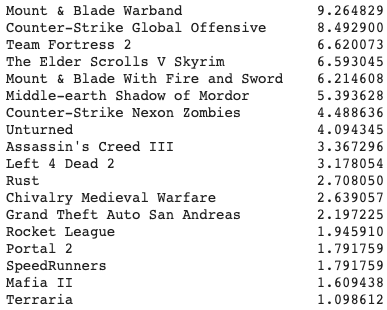 Mount & Blade Warband 9.264829
Counter-Strike Global Offensive 8.492900
Team Fortress 2 6.620073
The Elder Scrolls V Skyrim 6.593045
Mount & Blade With Fire and Sword 6.214608
Middle-earth Shadow of Mordor 5.393628
Counter-Strike Nexon Zombies 4.488636
Unturned 4.094345
Assassin's Creed III 3.367296
Left 4 Dead 2 3.178054
Rust 2.708050
Chivalry Medieval Warfare 2.639057
Grand Theft Auto San Andreas 2.197225
Rocket League 1.945910
Portal 2 1.791759
SpeedRunners 1.791759
Mafia II 1.609438
Terraria 1.098612